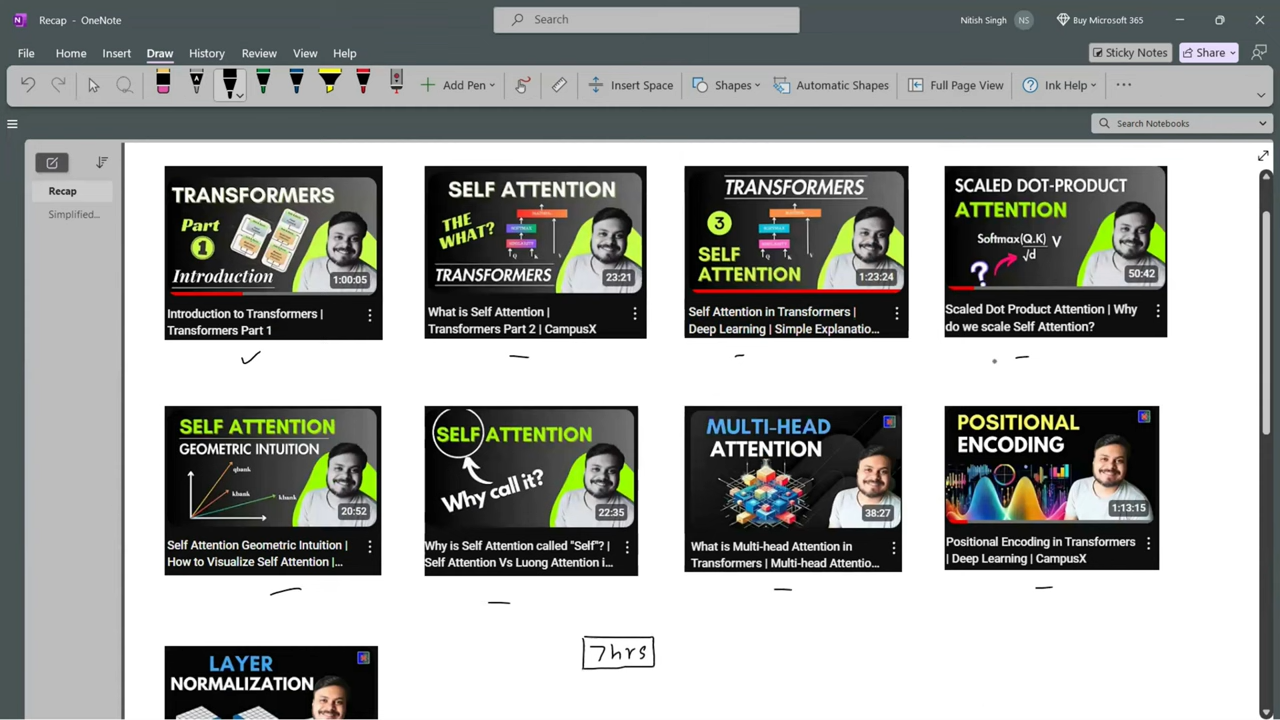 Recap - OneNote
Search
Nitish Singh NS
Buy Microsoft 365
File Home Insert Draw History Review View Help
Sticky Notes
Share
Add Pen
Insert Space
Shapes
Automatic Shapes
Full Page View
Ink Help
Search Notebooks
Recap
Simplified...
TRANSFORMERS
Part
1
Introduction
1:00:05
Introduction to Transformers |
Transformers Part 1
SELF ATTENTION
THE
WHAT?
Q K V
TRANSFORMERS
23:21
What is Self Attention |
Transformers Part 2 | CampusX
TRANSFORMERS
3
SELF
ATTENTION
Q K V
1:23:24
Self Attention in Transformers |
Deep Learning | Simple Explanatio...
SCALED DOT-PRODUCT
ATTENTION
Softmax(Q.K) V
√d
?
50:42
Scaled Dot Product Attention | Why
do we scale Self Attention?
SELF ATTENTION
GEOMETRIC INTUITION
qbank
kbank
kbank
20:52
Self Attention Geometric Intuition |
How to Visualize Self Attention |...
SELF ATTENTION
Why call it?
22:35
Why is Self Attention called "Self"? |
Self Attention Vs Luong Attention i...
MULTI-HEAD
ATTENTION
38:27
What is Multi-head Attention in
Transformers | Multi-head Attentio...
POSITIONAL
ENCODING
1:13:15
Positional Encoding in Transformers
| Deep Learning | CampusX
7hrs
LAYER
NORMALIZATION